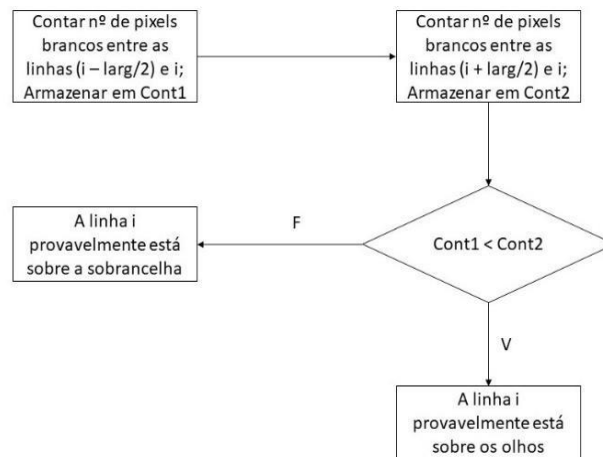 Contar nº de pixels
brancos entre as
linhas (i – larg/2) e i;
Armazenar em Cont1
Contar nº de pixels
brancos entre as
linhas (i + larg/2) e i;
Armazenar em Cont2
Cont1 < Cont2
F
A linha i
provavelmente está
sobre a sobrancelha
V
A linha i
provavelmente está
sobre os olhos